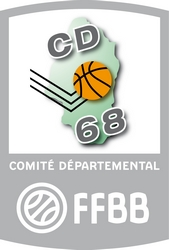 CD
68
COMITÉ DÉPARTEMENTAL
FFBB